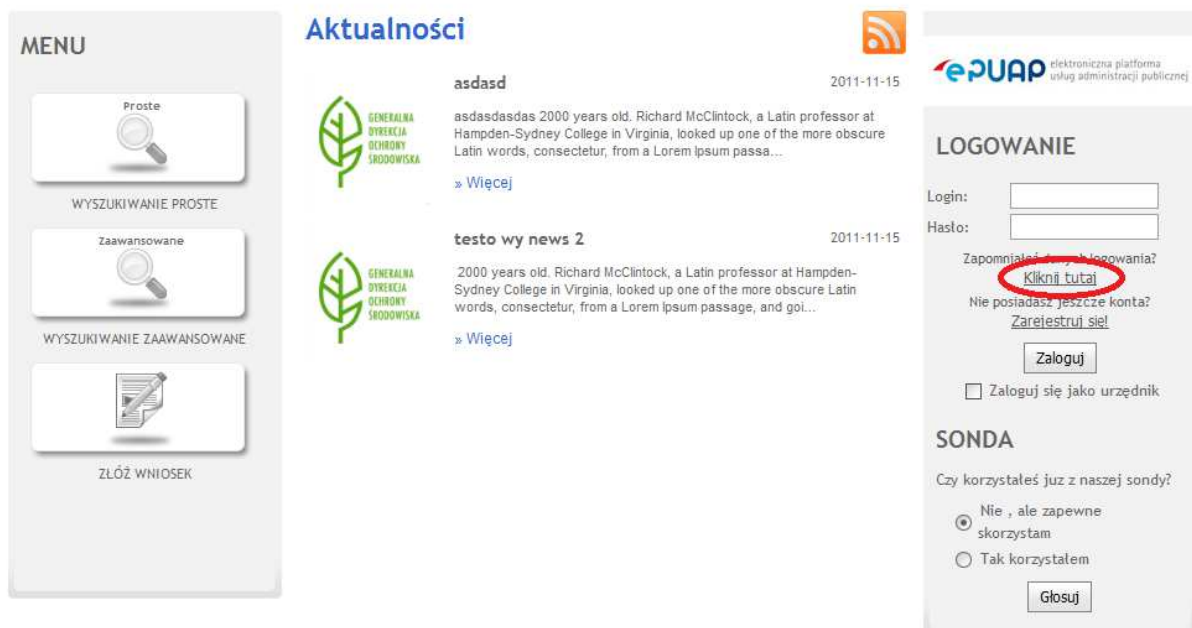 MENU
Proste
WYSZUKIWANIE PROSTE
Zaawansowane
WYSZUKIWANIE ZAAWANSOWANE
ZŁÓŻ WNIOSEK
Aktualności
asdasd
2011-11-15
GENERALNA
DYREKCJA
OCHRONY
ŚRODOWISKA
asdasdasdas 2000 years old. Richard McClintock, a Latin professor at
Hampden-Sydney College in Virginia, looked up one of the more obscure
Latin words, consectetur, from a Lorem Ipsum passa...
» Więcej
testo wy news 2
2011-11-15
GENERALNA
DYREKCJA
OCHRONY
ŚRODOWISKA
2000 years old. Richard McClintock, a Latin professor at Hampden-
Sydney College in Virginia, looked up one of the more obscure Latin
words, consectetur, from a Lorem Ipsum passage, and goi...
» Więcej
ePUAP
elektroniczna platforma
usług administracji publicznej
LOGOWANIE
Login:
Hasło:
Zapomniałeś danych logowania?
Kliknij tutaj
Nie posiadasz jeszcze konta?
Zarejestruj się!
Zaloguj
Zaloguj się jako urzędnik
SONDA
Czy korzystałeś juz z naszej sondy?
Nie , ale zapewne
skorzystam
Tak korzystałem
Głosuj